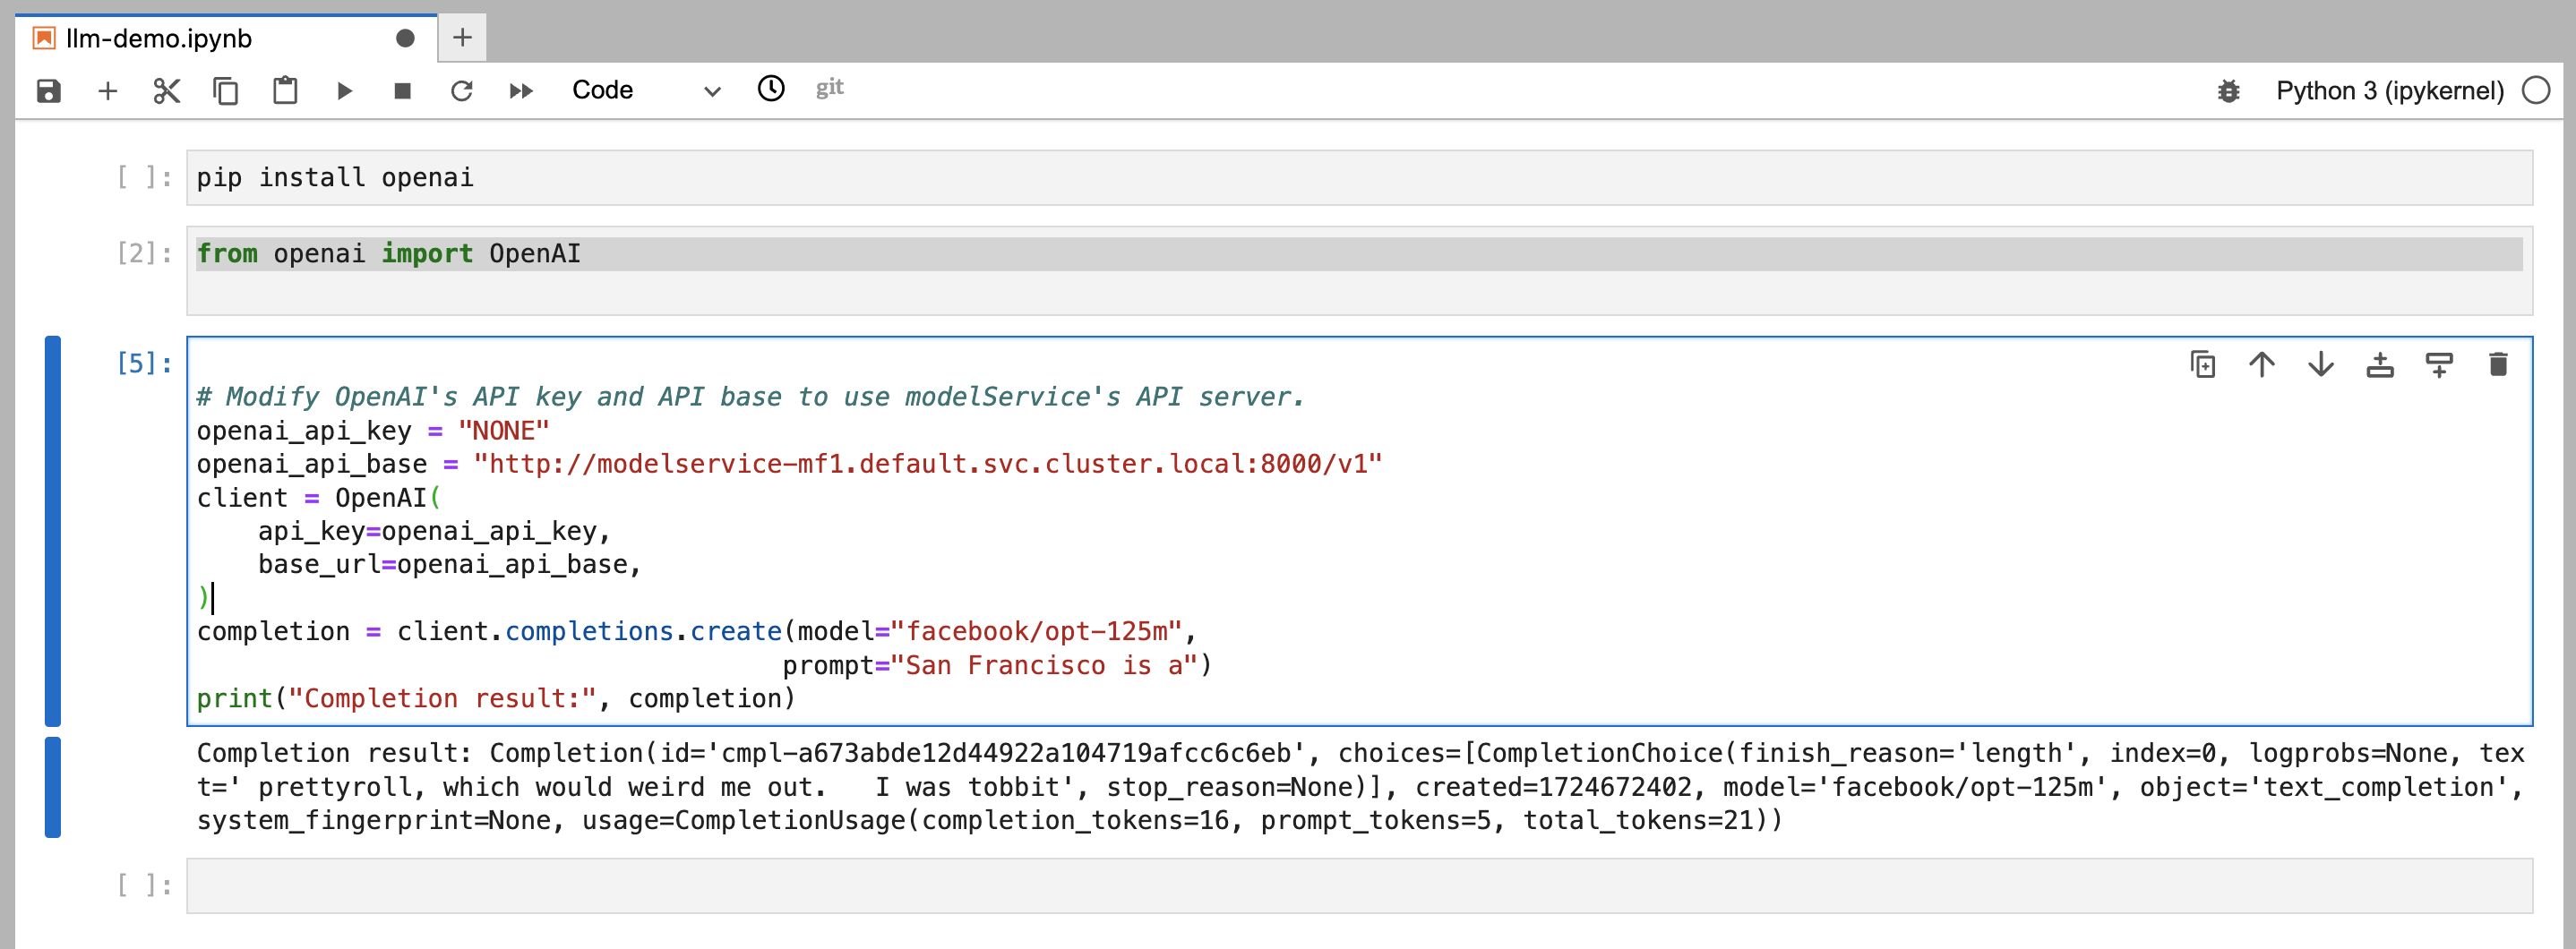 llm-demo.ipynb
Code git Python 3 (ipykernel)
[ ]: pip install openai
[2]: from openai import OpenAI
[5]:
# Modify OpenAI's API key and API base to use modelService's API server.
openai_api_key = "NONE"
openai_api_base = "http://modelservice-mf1.default.svc.cluster.local:8000/v1"
client = OpenAI(
    api_key=openai_api_key,
    base_url=openai_api_base,
)
completion = client.completions.create(model="facebook/opt-125m",
                                      prompt="San Francisco is a")
print("Completion result:", completion)
Completion result: Completion(id='cmpl-a673abde12d44922a104719afcc6c6eb', choices=[CompletionChoice(finish_reason='length', index=0, logprobs=None, tex
t=' prettyroll, which would weird me out.   I was tobbit', stop_reason=None)], created=1724672402, model='facebook/opt-125m', object='text_completion',
system_fingerprint=None, usage=CompletionUsage(completion_tokens=16, prompt_tokens=5, total_tokens=21))
[ ]: